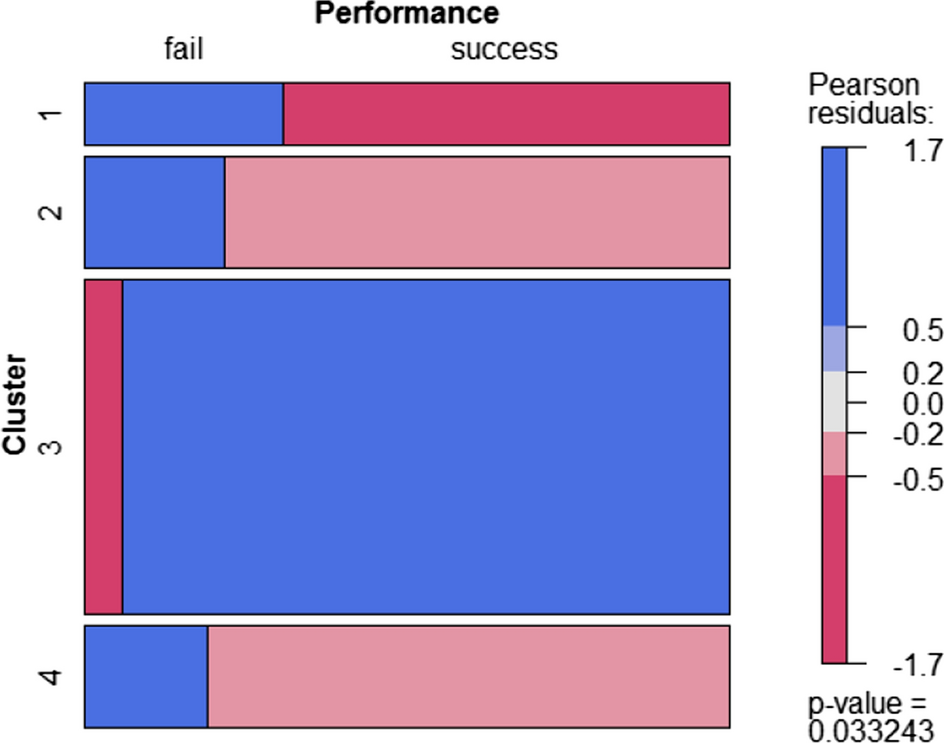 Performance
fail success
1
2
3
4
Cluster
Pearson
residuals:
1.7
0.5
0.2
0.0
-0.2
-0.5
-1.7
p-value =
0.033243